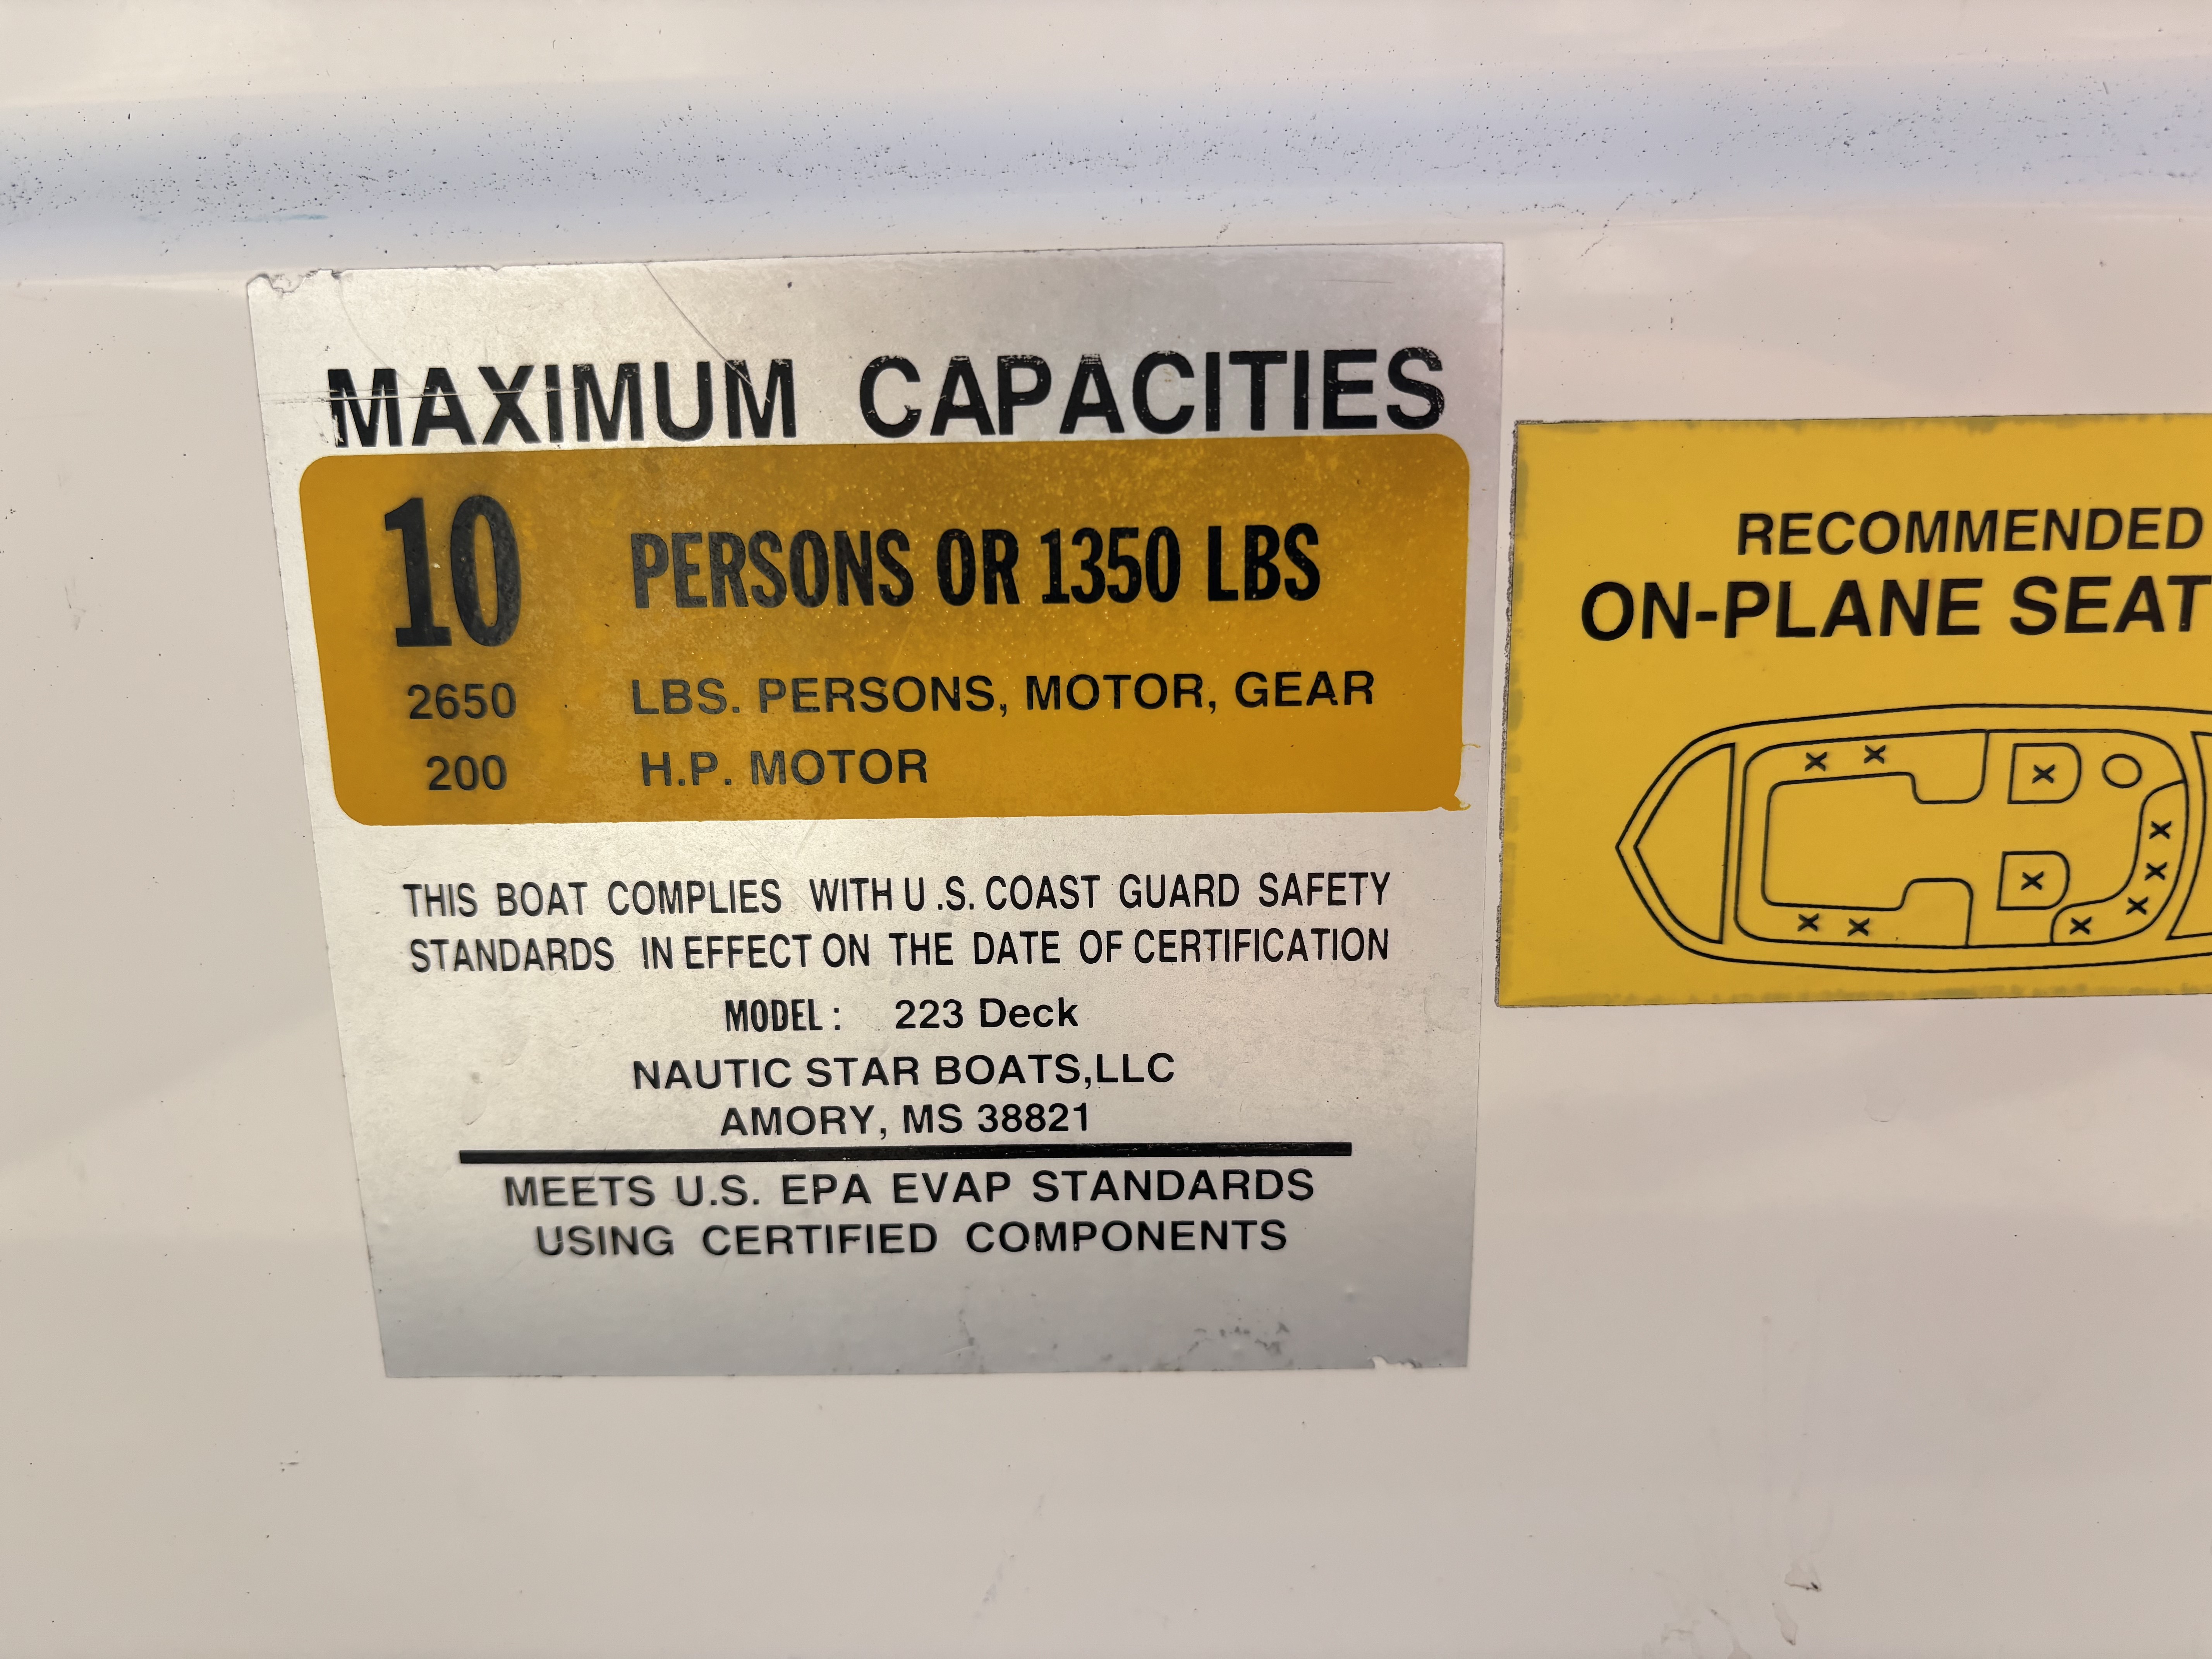 MAXIMUM CAPACITIES
10 PERSONS OR 1350 LBS
2650 LBS. PERSONS, MOTOR, GEAR
200 H.P. MOTOR
THIS BOAT COMPLIES WITH U.S. COAST GUARD SAFETY
STANDARDS IN EFFECT ON THE DATE OF CERTIFICATION
MODEL: 223 Deck
NAUTIC STAR BOATS,LLC
AMORY, MS 38821
MEETS U.S. EPA EVAP STANDARDS
USING CERTIFIED COMPONENTS
RECOMMENDED
ON-PLANE SEAT
X X X
X
X
X X
X X X